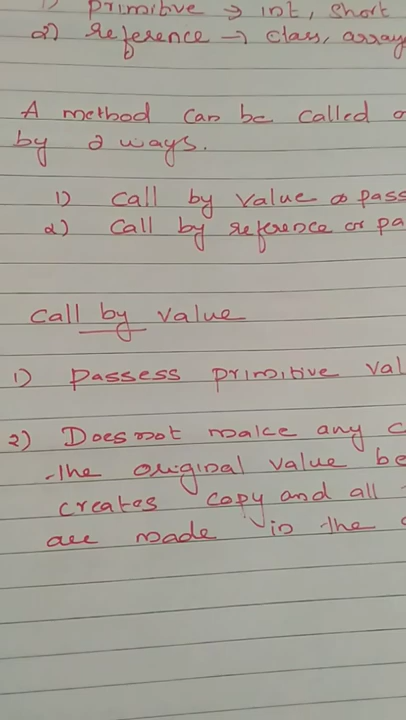 1) Primitive → int, short
2) Reference → class, array
A method can be called o
by 2 ways.
1) Call by value or pass
2) Call by reference or pa
Call by value
1) Passess primitive val
2) Does not make any c
the original value be
creates copy and all
are made in the